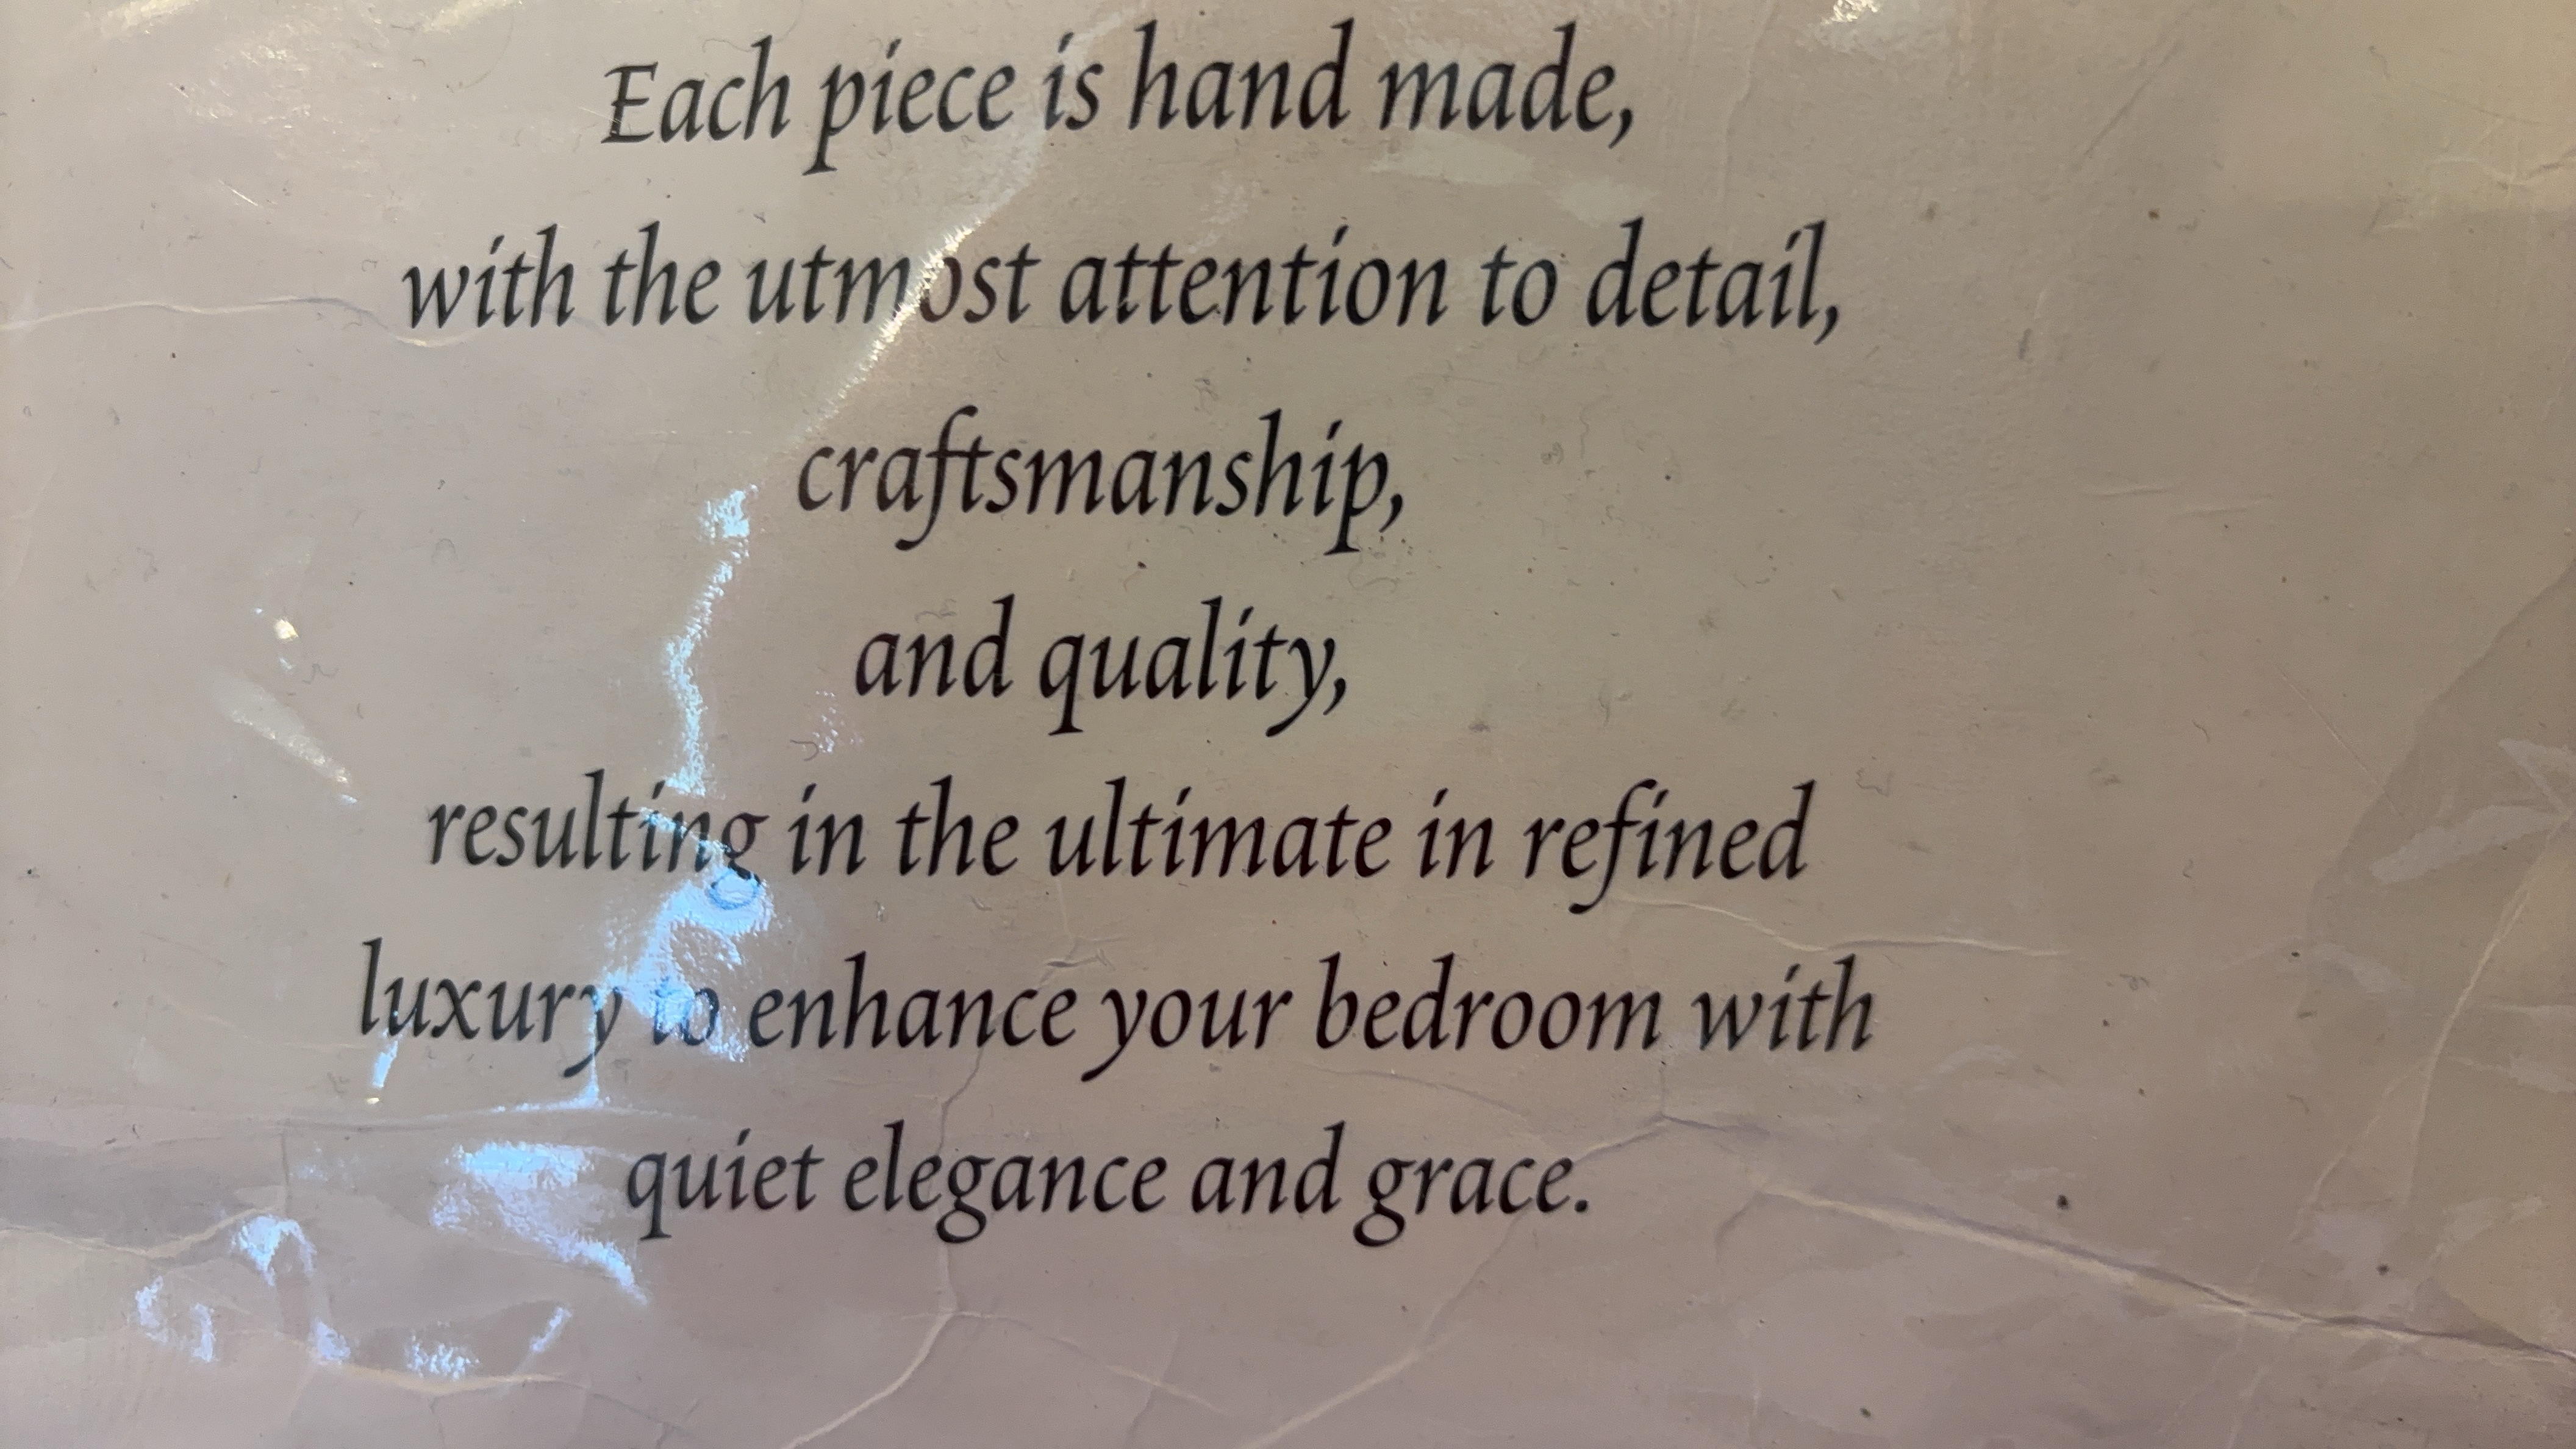 Each piece is hand made,
with the utmost attention to detail,
craftsmanship,
and quality,
resulting in the ultimate in refined
luxury to enhance your bedroom with
quiet elegance and grace.